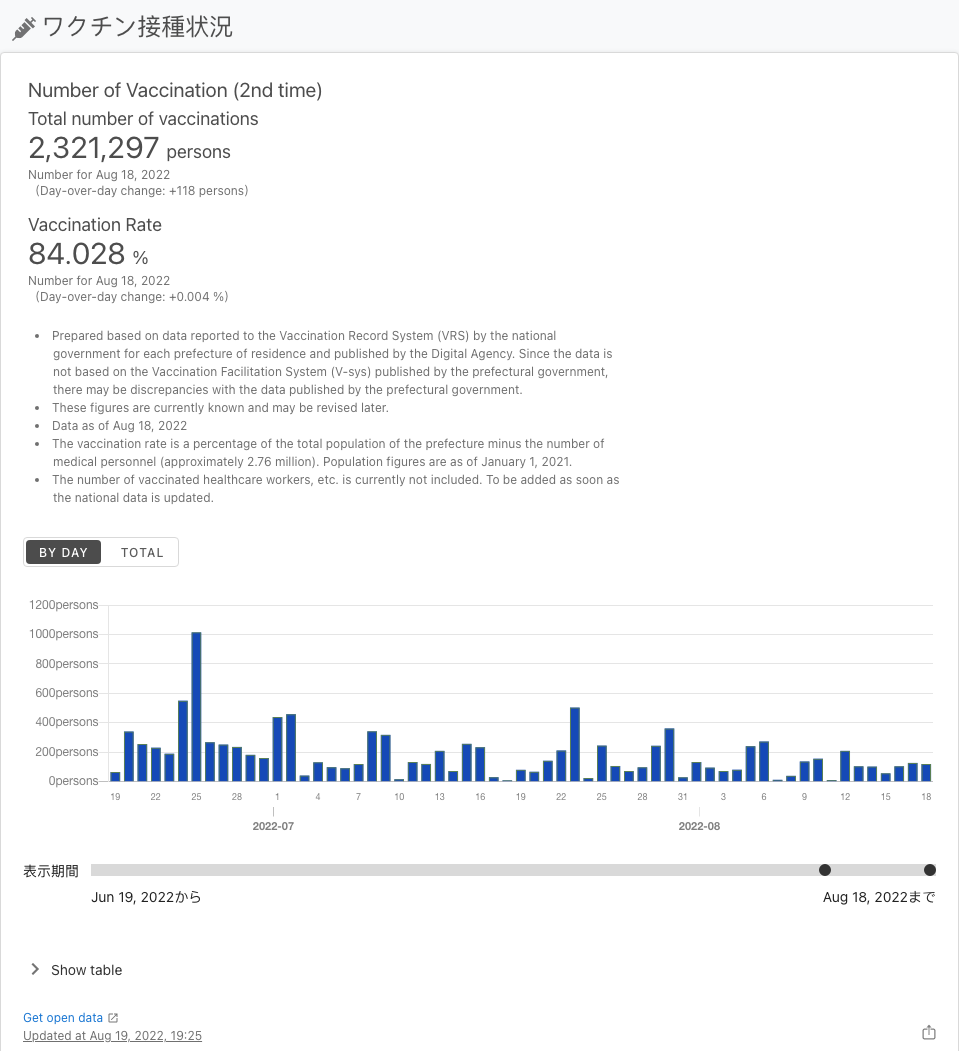 ワクチン接種状況
Number of Vaccination (2nd time)
Total number of vaccinations
2,321,297 persons
Number for Aug 18, 2022
(Day-over-day change: +118 persons)
Vaccination Rate
84.028 %
Number for Aug 18, 2022
(Day-over-day change: +0.004 %)
• Prepared based on data reported to the Vaccination Record System (VRS) by the national
government for each prefecture of residence and published by the Digital Agency. Since the data is
not based on the Vaccination Facilitation System (V-sys) published by the prefectural government,
there may be discrepancies with the data published by the prefectural government.
• These figures are currently known and may be revised later.
• Data as of Aug 18, 2022
• The vaccination rate is a percentage of the total population of the prefecture minus the number of
medical personnel (approximately 2.76 million). Population figures are as of January 1, 2021.
• The number of vaccinated healthcare workers, etc. is currently not included. To be added as soon as
the national data is updated.
BY DAY TOTAL
1200persons
1000persons
800persons
600persons
400persons
200persons
0persons
19 22 25 28 1 4 7 10 13 16 19 22 25 28 31 3 6 9 12 15 18
2022-07 2022-08
表示期間
Jun 19, 2022から Aug 18, 2022まで
Show table
Get open data
Updated at Aug 19, 2022, 19:25